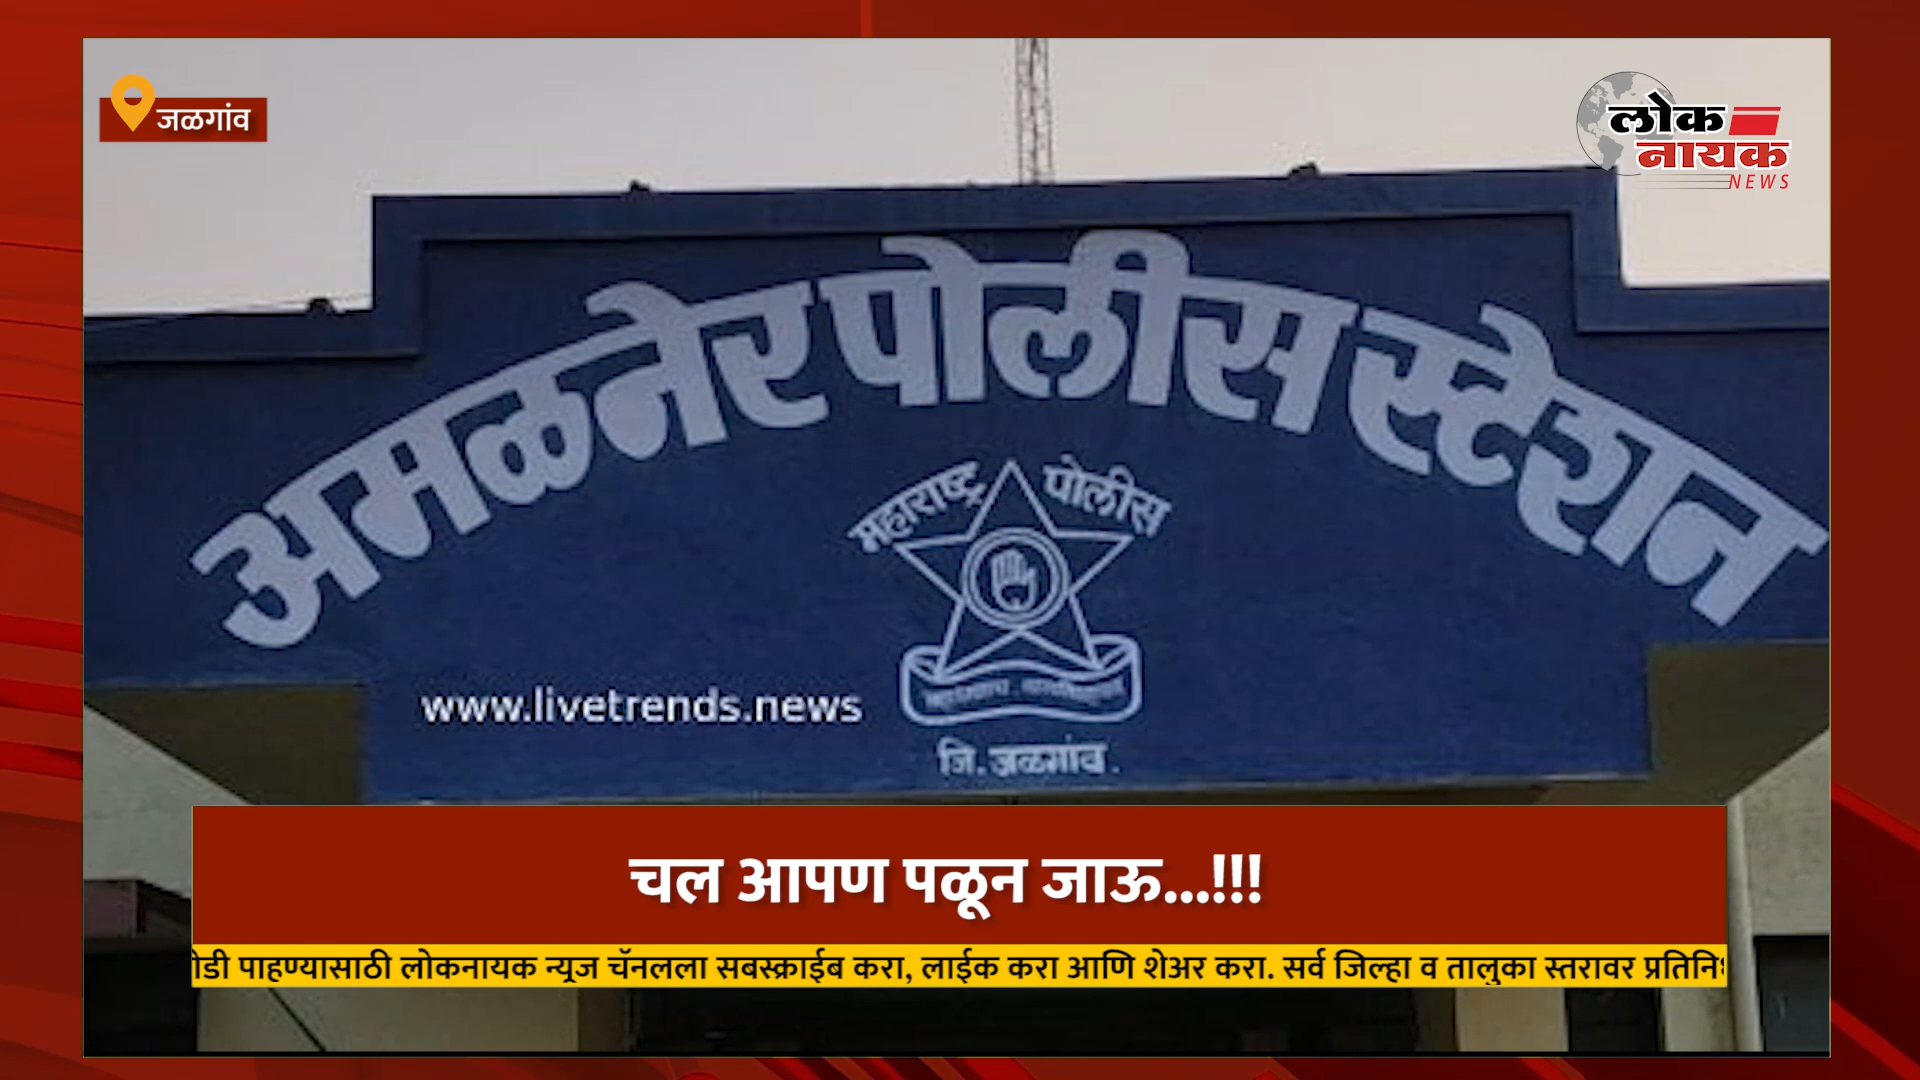 जळगांव
लोक
नायक
NEWS
अमळनेर पोलीस स्टेशन
महाराष्ट्र पोलीस
www.livetrends.news
जि. जळगांव.
चल आपण पळून जाऊ...!!!
पाहण्यासाठी लोकनायक न्यूज चॅनलला सबस्क्राईब करा, लाईक करा आणि शेअर करा. सर्व जिल्हा व तालुका स्तरावर